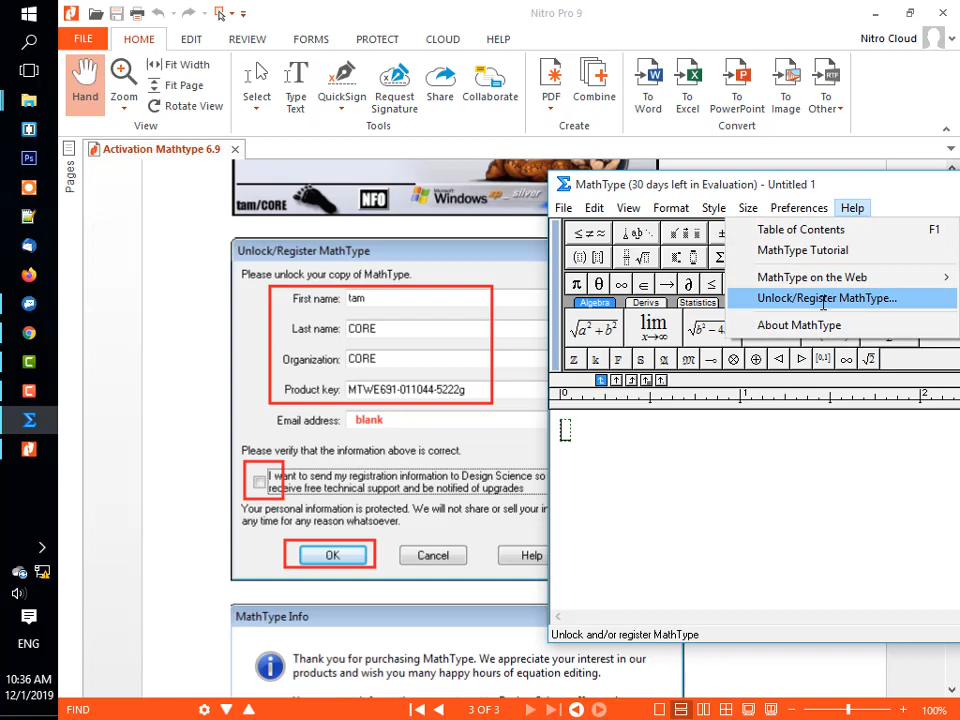 Nitro Pro 9
FILE
HOME
EDIT
REVIEW
FORMS
PROTECT
CLOUD
HELP
Nitro Cloud
Hand
Zoom
Fit Width
Fit Page
Rotate View
View
Select
Type Text
QuickSign
Request Signature
Share
Collaborate
Tools
PDF
Combine
Create
To Word
To Excel
To PowerPoint
To Image
To Other
Convert
Pages
Activation Mathtype 6.9
tam/CORE
NFO
Microsoft
Windows
silver
Unlock/Register MathType
Please unlock your copy of MathType.
First name: tam
Last name: CORE
Organization: CORE
Product key: MTWE691-011044-5222g
Email address: blank
Please verify that the information above is correct.
I want to send my registration information to Design Science so
receive free technical support and be notified of upgrades
Your personal information is protected. We will not share or sell your in
any time for any reason whatsoever.
OK
Cancel
Help
MathType Info
Thank you for purchasing MathType. We appreciate your interest in our
products and wish you many happy hours of equation editing.
MathType (30 days left in Evaluation) - Untitled 1
File
Edit
View
Format
Style
Size
Preferences
Help
Table of Contents F1
MathType Tutorial
MathType on the Web
Unlock/Register MathType...
About MathType
Algebra
Derivs
Statistics
0
1
2
Unlock and/or register MathType
ENG
10:36 AM
12/1/2019
FIND
3 OF 3
100%